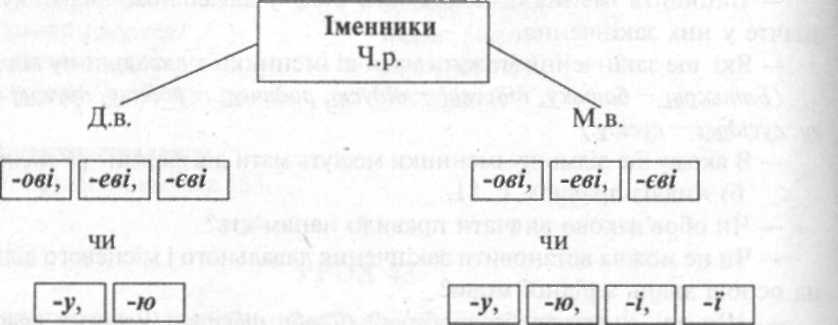 Іменники
Ч.р.
Д.в. М.в.
-ові, -еві, -єві -ові, -еві, -єві
чи чи
-у, -ю -у, -ю, -і, -ї